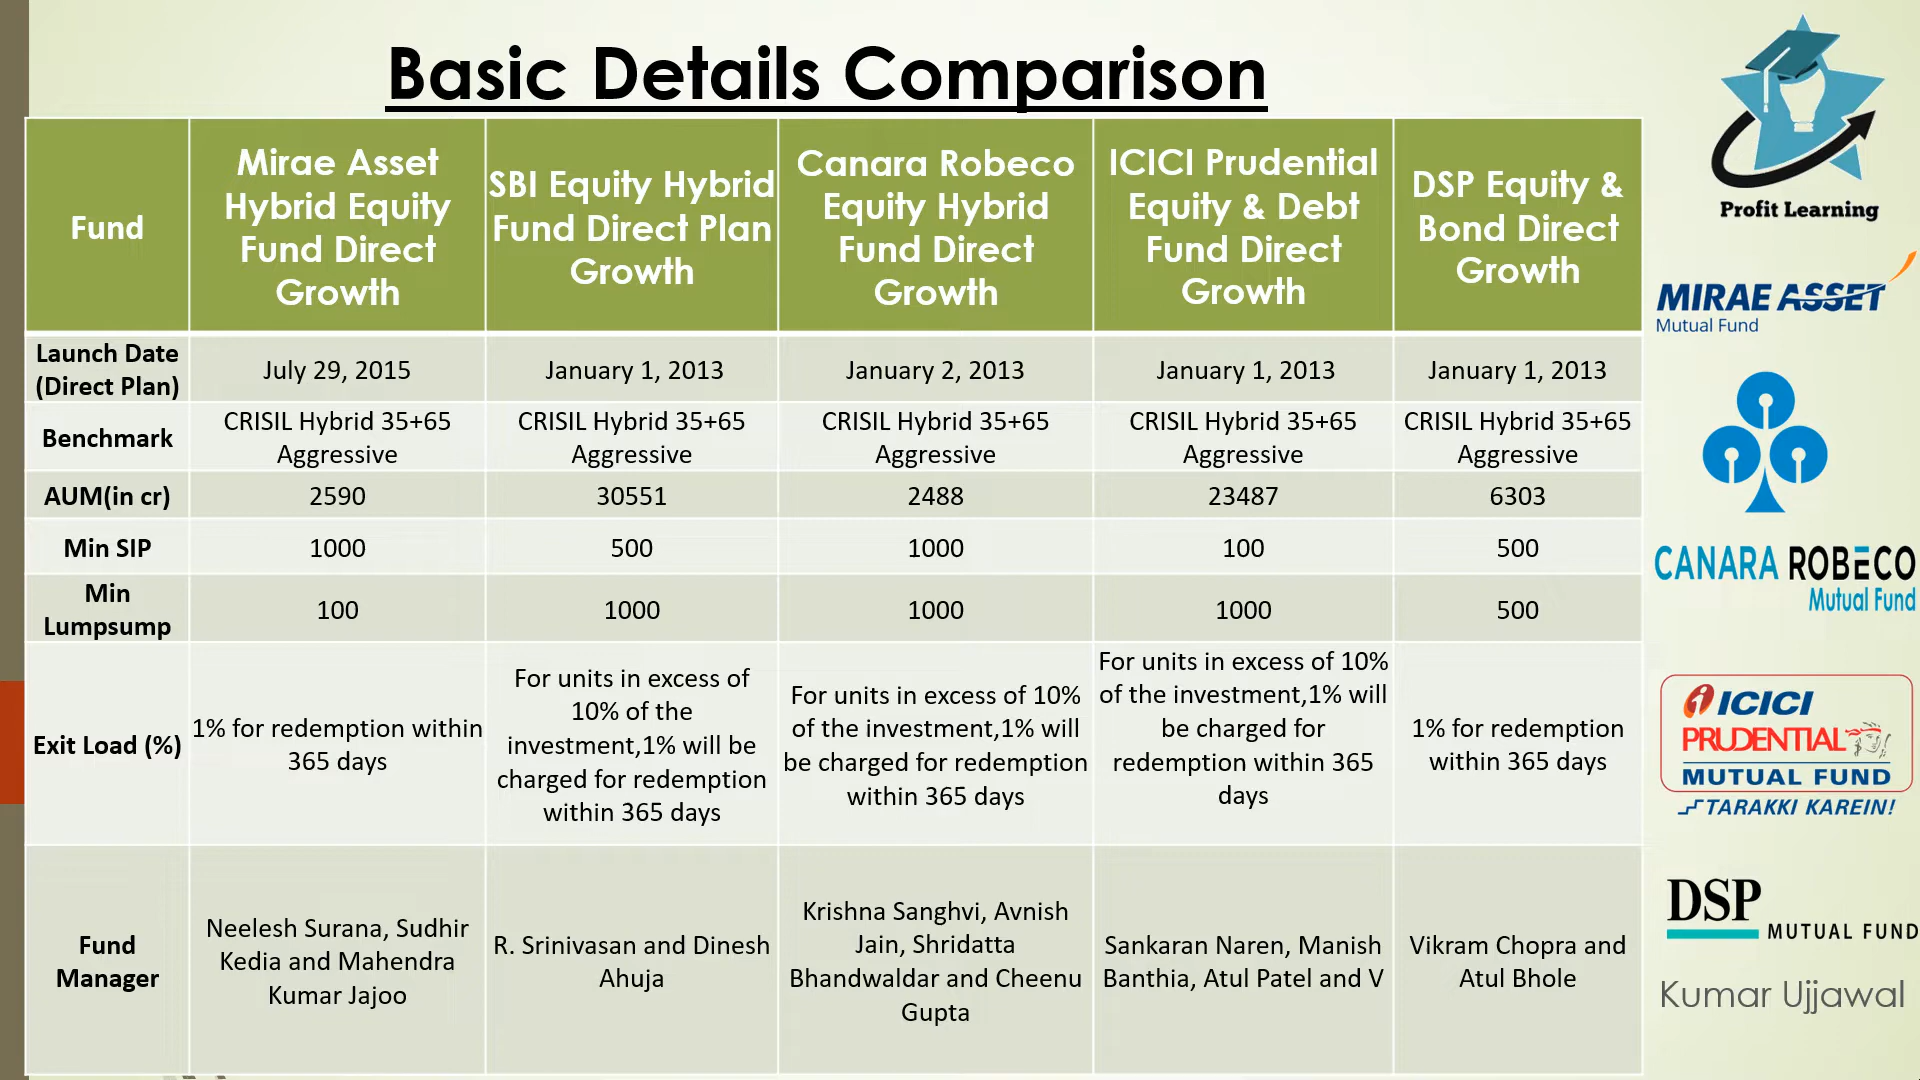 Basic Details Comparison
Fund
Mirae Asset
Hybrid Equity
Fund Direct
Growth
SBI Equity Hybrid
Fund Direct Plan
Growth
Canara Robeco
Equity Hybrid
Fund Direct
Growth
ICICI Prudential
Equity & Debt
Fund Direct
Growth
DSP Equity &
Bond Direct
Growth
Launch Date
(Direct Plan)
July 29, 2015
January 1, 2013
January 2, 2013
January 1, 2013
January 1, 2013
Benchmark
CRISIL Hybrid 35+65
Aggressive
CRISIL Hybrid 35+65
Aggressive
CRISIL Hybrid 35+65
Aggressive
CRISIL Hybrid 35+65
Aggressive
CRISIL Hybrid 35+65
Aggressive
AUM(in cr)
2590
30551
2488
23487
6303
Min SIP
1000
500
1000
100
500
Min
Lumpsump
100
1000
1000
1000
500
Exit Load (%)
1% for redemption within
365 days
For units in excess of
10% of the
investment,1% will be
charged for redemption
within 365 days
For units in excess of 10%
of the investment,1% will
be charged for redemption
within 365 days
For units in excess of 10%
of the investment,1% will
be charged for
redemption within 365
days
1% for redemption
within 365 days
Fund
Manager
Neelesh Surana, Sudhir
Kedia and Mahendra
Kumar Jajoo
R. Srinivasan and Dinesh
Ahuja
Krishna Sanghvi, Avnish
Jain, Shridatta
Bhandwaldar and Cheenu
Gupta
Sankaran Naren, Manish
Banthia, Atul Patel and V
Vikram Chopra and
Atul Bhole
Profit Learning
MIRAE ASSET
Mutual Fund
CANARA ROBECO
Mutual Fund
ICICI
PRUDENTIAL
MUTUAL FUND
TARAKKI KAREIN!
DSP
MUTUAL FUND
Kumar Ujjawal